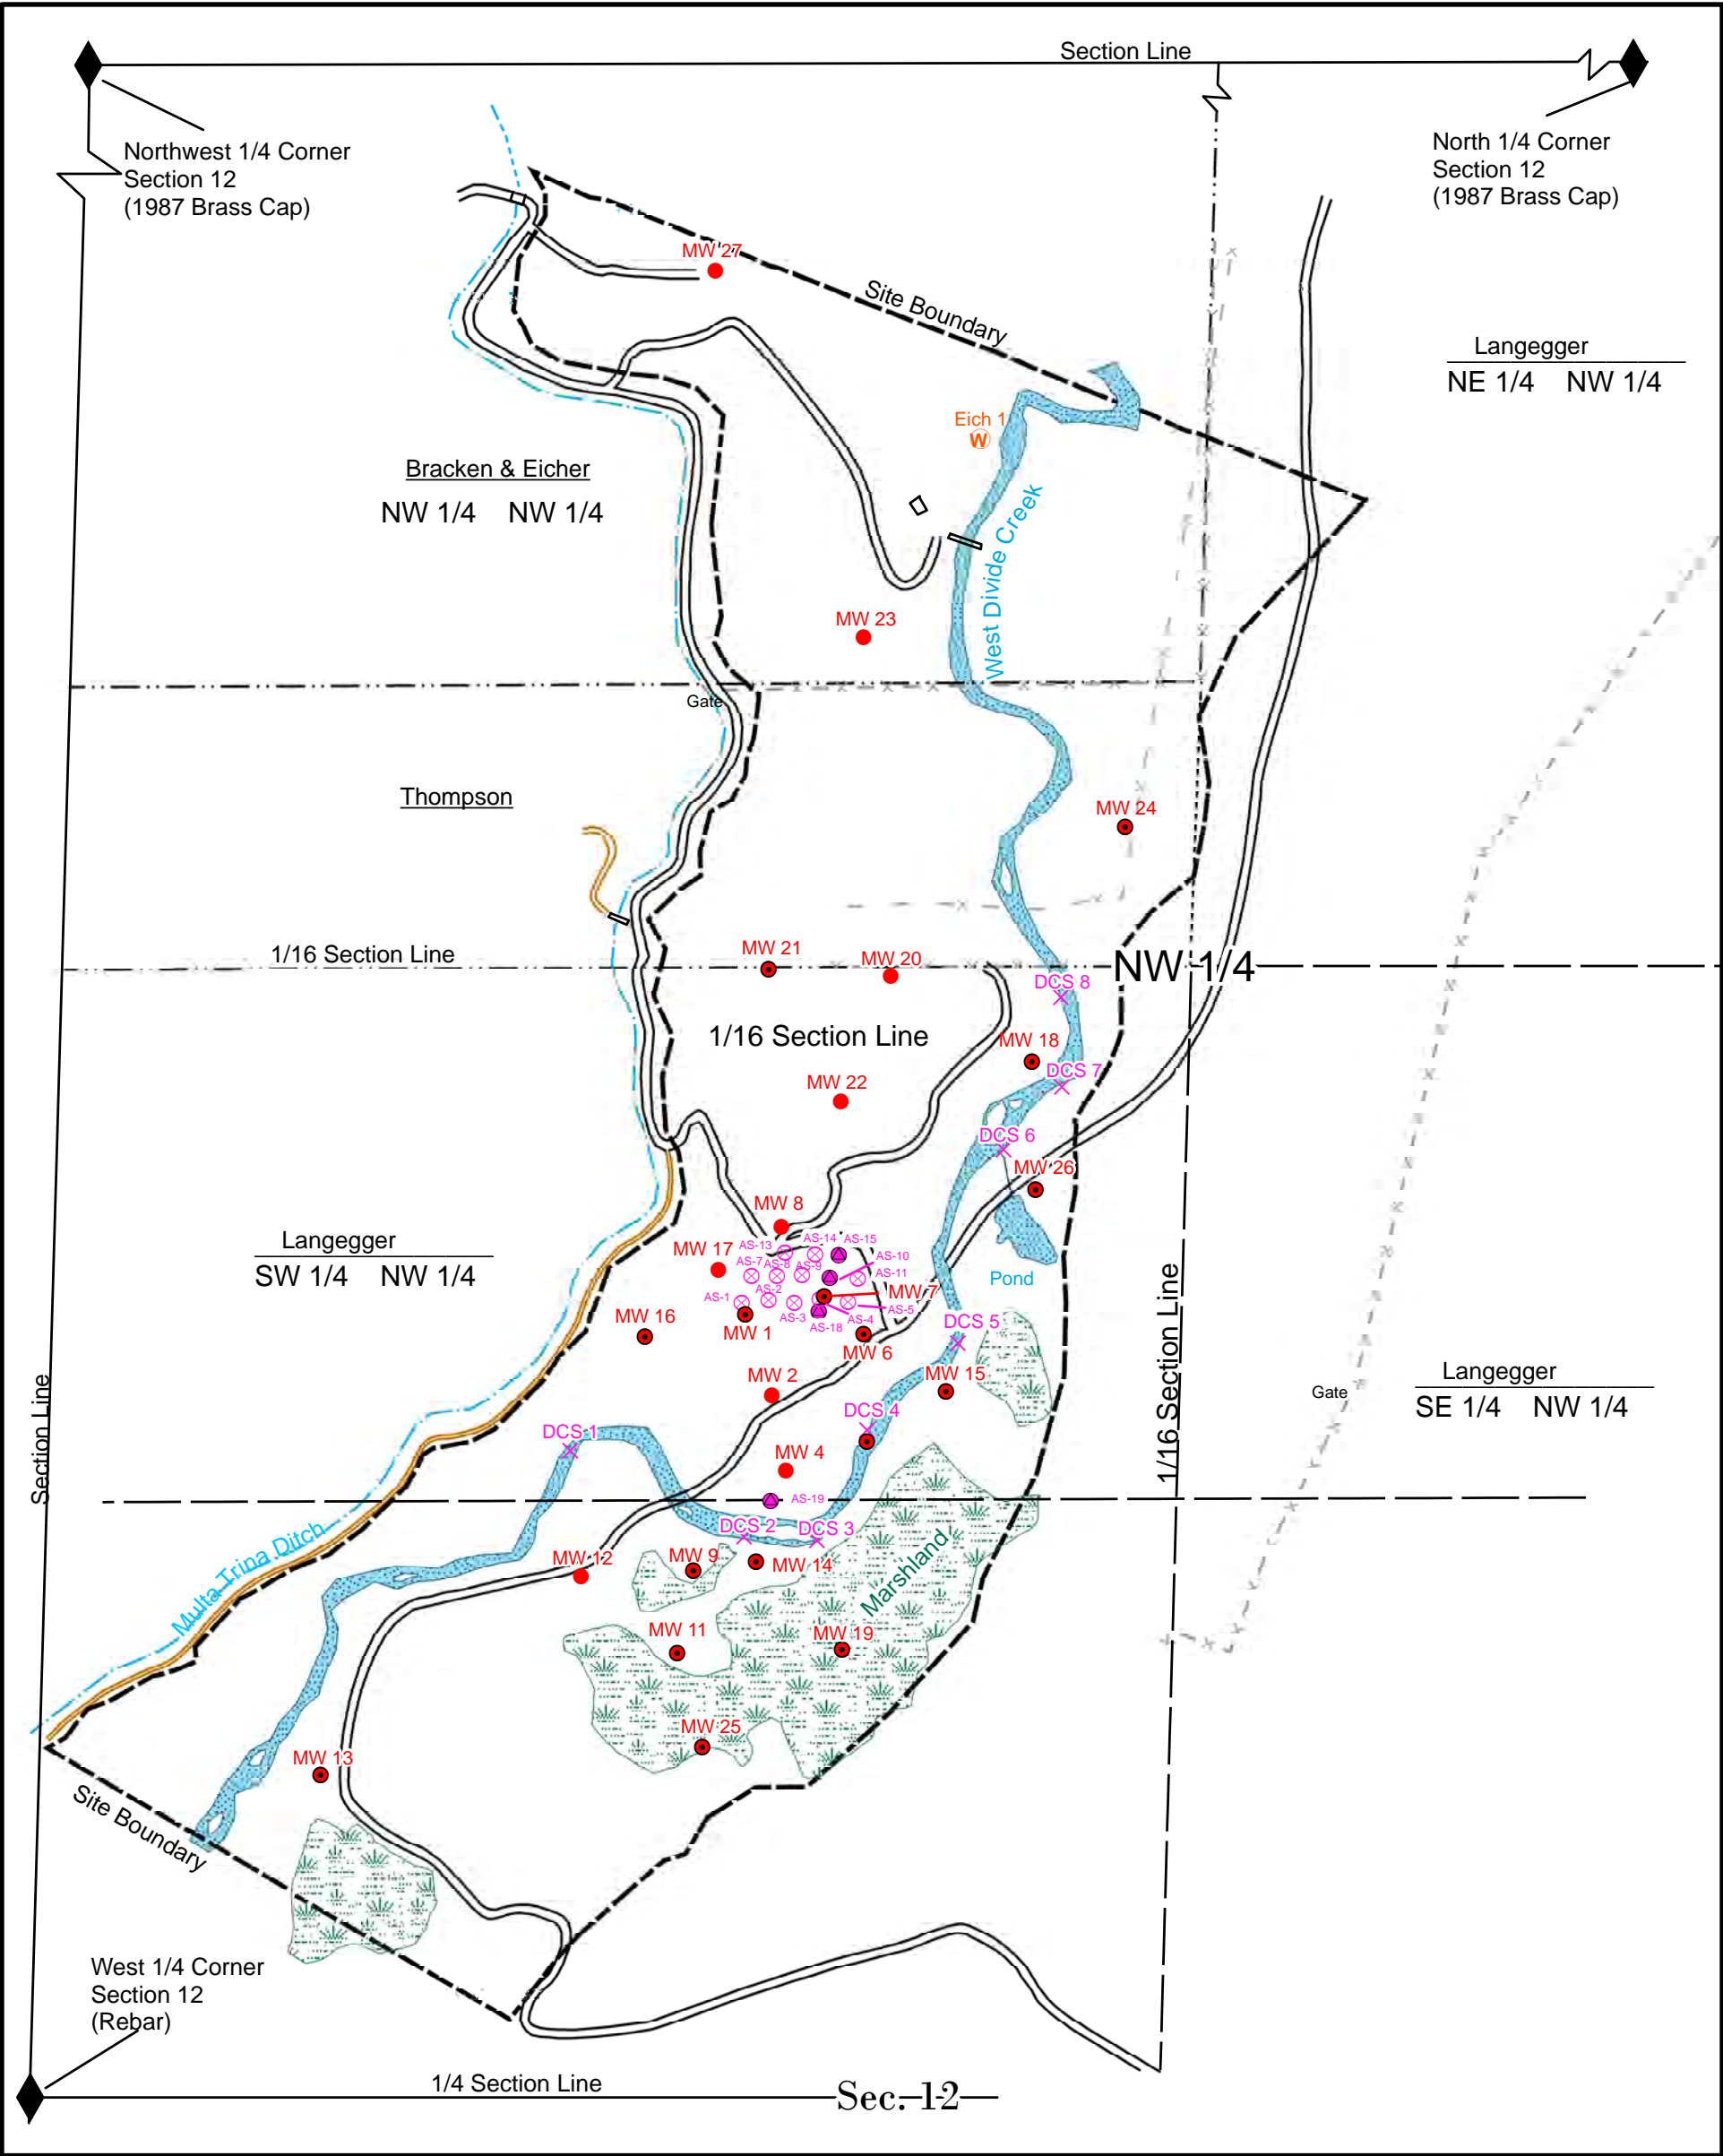 Section Line
Northwest 1/4 Corner
Section 12
(1987 Brass Cap)
North 1/4 Corner
Section 12
(1987 Brass Cap)
MW 27
Site Boundary
Langegger
NE 1/4 NW 1/4
Eich 1
W
Bracken & Eicher
NW 1/4 NW 1/4
West Divide Creek
MW 23
Gate
Thompson
MW 24
1/16 Section Line
MW 21
MW 20
NW 1/4
DCS 8
1/16 Section Line
MW 18
DCS 7
MW 22
DCS 6
MW 26
MW 8
Langegger
SW 1/4 NW 1/4
MW 17
AS-13
AS-14
AS-15
AS-7
AS-8
AS-9
AS-10
AS-11
Pond
AS-1
AS-2
MW 7
AS-3
AS-18
AS-4
AS-5
MW 16
MW 1
MW 6
DCS 5
1/16 Section Line
MW 2
MW 15
Gate
Langegger
SE 1/4 NW 1/4
Section Line
DCS 1
DCS 4
MW 4
AS-19
Multa Trina Ditch
DCS 2
DCS 3
MW 12
MW 9
MW 14
Marshland
MW 11
MW 19
MW 25
MW 13
Site Boundary
West 1/4 Corner
Section 12
(Rebar)
1/4 Section Line
Sec. 12